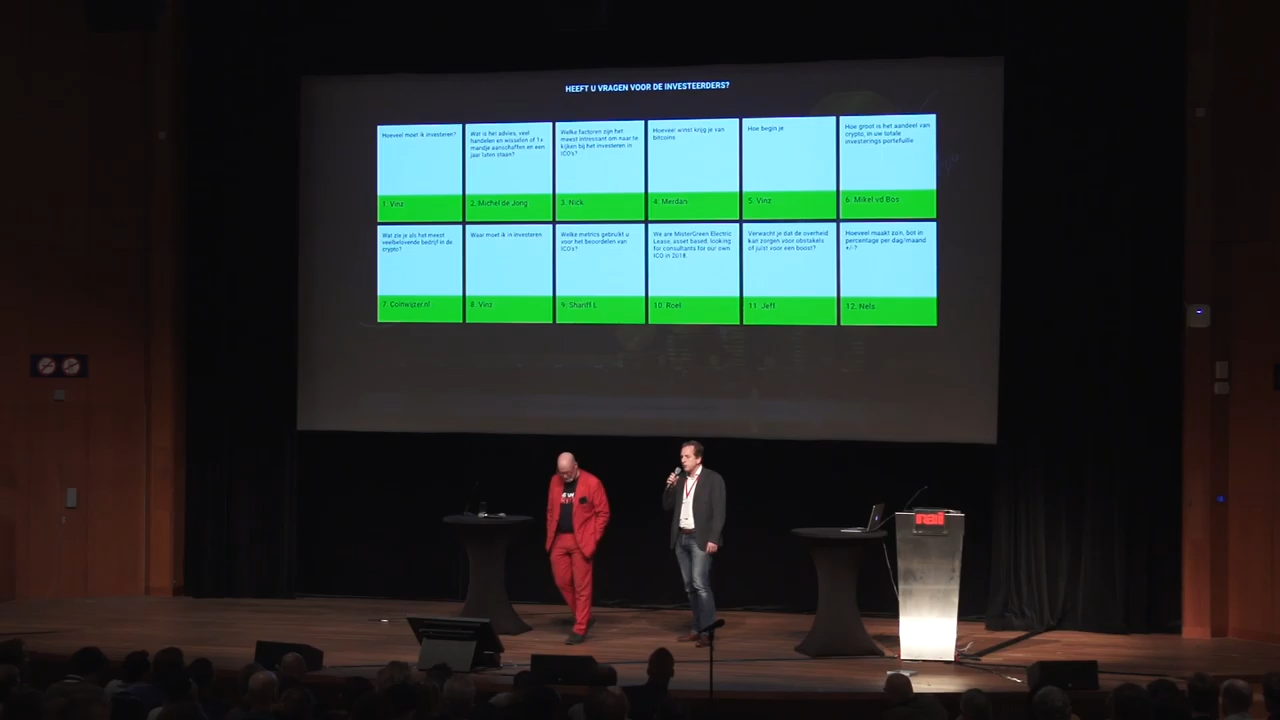 HEEFT U VRAGEN VOOR DE INVESTEERDERS?
Hoeveel moet ik investeren?
1. Vinz
Wat is het advies, veel
handelen en wisselen of 1x
mandje aanschaffen en een
jaar laten staan?
2. Michel de Jong
Welke factoren zijn het
meest intressant om naar te
kijken bij het investeren in
ICO's?
3. Nick
Hoeveel winst krijg je van
bitcoins
4. Merdan
Hoe begin je
5. Vinz
Hoe groot is het aandeel van
crypto, in uw totale
investerings portefuille
6. Mikel vd Bos
Wat zie je als het meest
veelbelovende bedrijf in de
crypto?
7. Coinwijzer.nl
Waar moet ik in investeren
8. Vinz
Welke metrics gebruikt u
voor het beoordelen van
ICO's?
9. Shariff L
We are MisterGreen Electric
Lease, asset based, looking
for consultants for our own
ICO in 2018.
10. Roel
Verwacht je dat de overheid
kan zorgen voor obstakels
of juist voor een boost?
11. Jeff
Hoeveel maakt zo'n, bot in
percentage per dag/maand
+/-?
12. Nels
rai